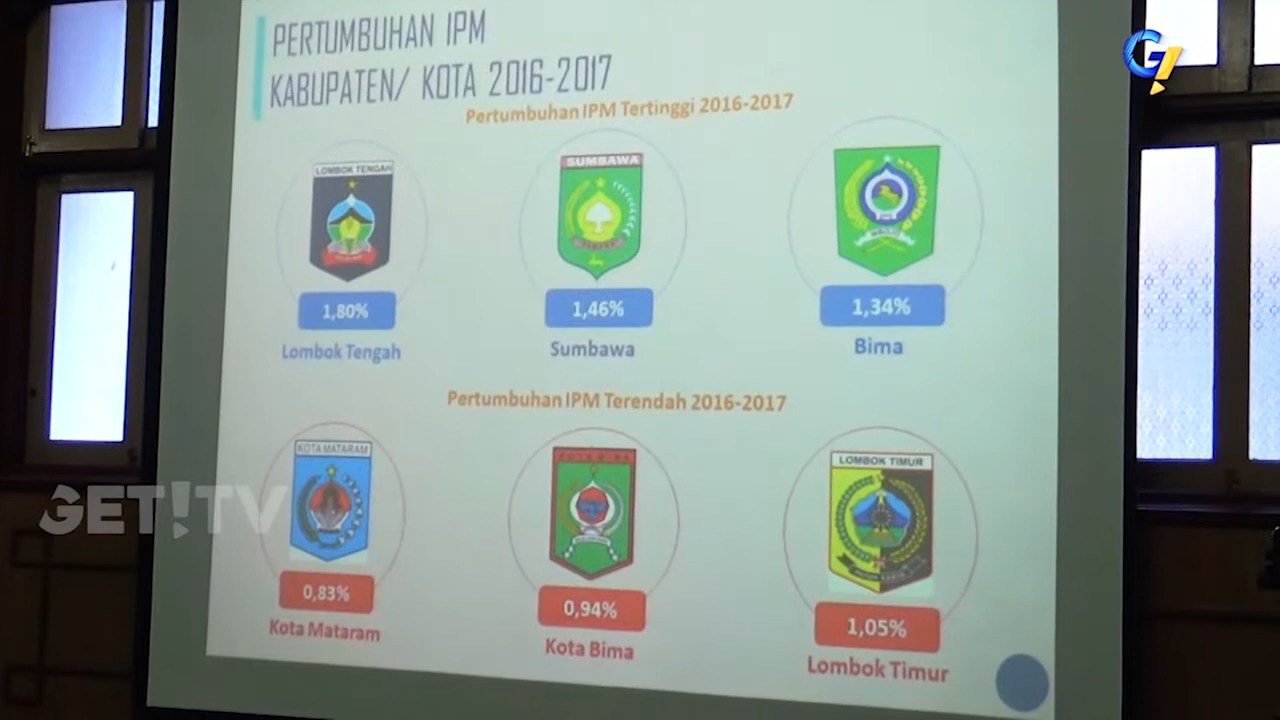 PERTUMBUHAN IPM
KABUPATEN/ KOTA 2016-2017
Pertumbuhan IPM Tertinggi 2016-2017
LOMBOK TENGAH
SUMBAWA
1,80%
1,46%
1,34%
Lombok Tengah
Sumbawa
Bima
Pertumbuhan IPM Terendah 2016-2017
KOTA MATARAM
KOTA BIMA
LOMBOK TIMUR
GET!TV
0,83%
0,94%
1,05%
Kota Mataram
Kota Bima
Lombok Timur